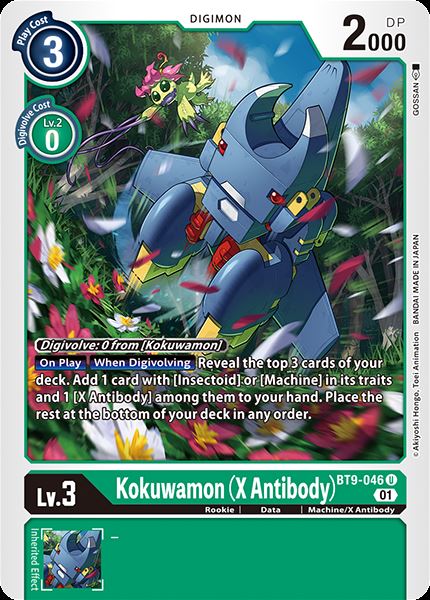 DIGIMON
Play Cost
3
Digivolve Cost
Lv.2
0
DP
2000
GOSSAN
© Akiyoshi Hongo, Toei Animation BANDAI MADE IN JAPAN
Digivolve: 0 from [Kokuwamon]
On Play When Digivolving Reveal the top 3 cards of your
deck. Add 1 card with [Insectoid] or [Machine] in its traits
and 1 [X Antibody] among them to your hand. Place the
rest at the bottom of your deck in any order.
Lv.3
Kokuwamon (X Antibody)
BT9-046 U
01
Rookie | Data | Machine/X Antibody
Inherited Effect
–